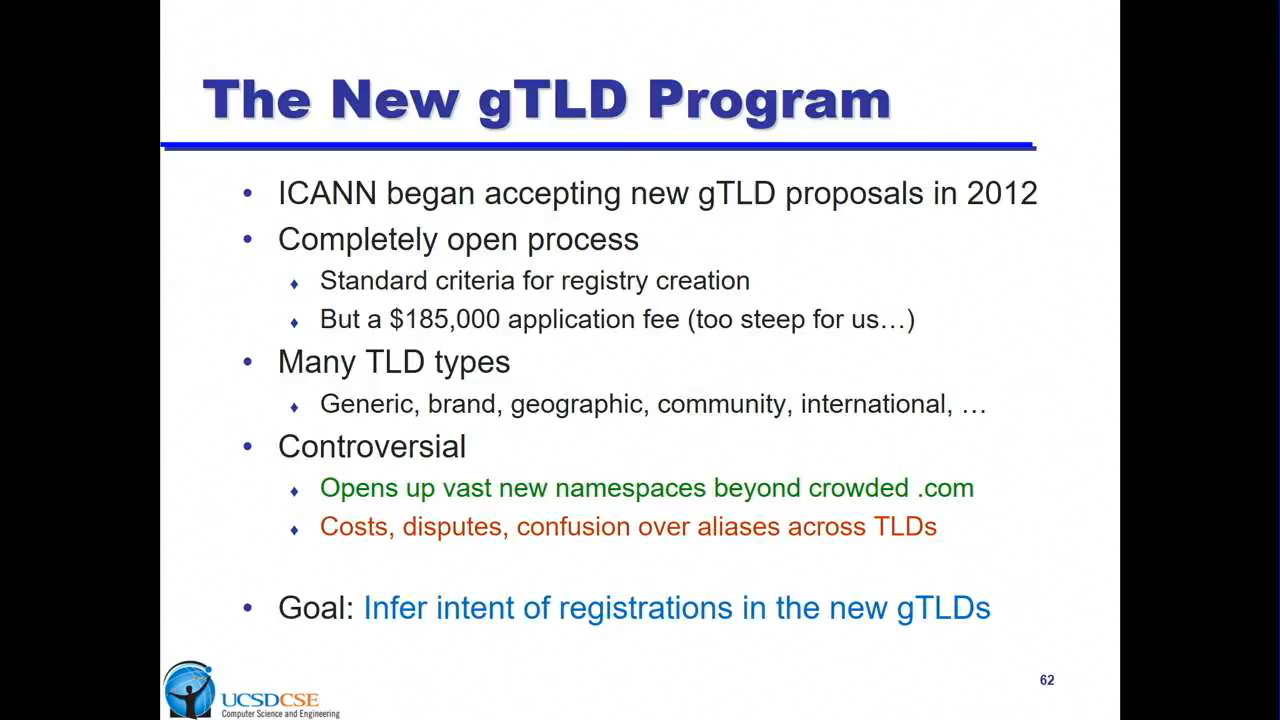 The New gTLD Program
• ICANN began accepting new gTLD proposals in 2012
• Completely open process
♦ Standard criteria for registry creation
♦ But a $185,000 application fee (too steep for us…)
• Many TLD types
♦ Generic, brand, geographic, community, international, …
• Controversial
♦ Opens up vast new namespaces beyond crowded .com
♦ Costs, disputes, confusion over aliases across TLDs
• Goal: Infer intent of registrations in the new gTLDs
62
UCSDCSE
Computer Science and Engineering